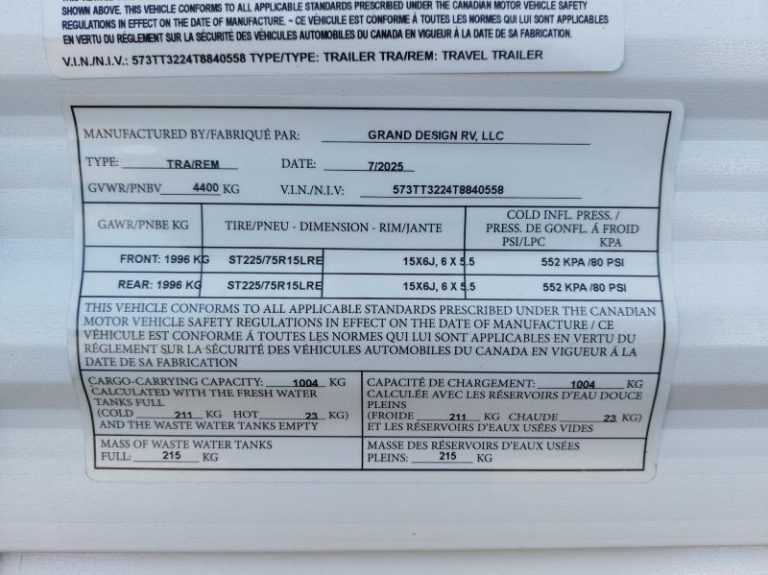 SHOWN ABOVE. THIS VEHICLE CONFORMS TO ALL APPLICABLE STANDARDS PRESCRIBED UNDER THE CANADIAN MOTOR VEHICLE SAFETY
REGULATIONS IN EFFECT ON THE DATE OF MANUFACTURE. ~ CE VÉHICULE EST CONFORME À TOUTES LES NORMES QUI LUI SONT APPLICABLES
EN VERTU DU RÉGLEMENT SUR LA SÉCURITÉ DES VÉHICULES AUTOMOBILES DU CANADA EN VIGUEUR À LA DATE DE SA FABRICATION.
V.I.N./N.I.V.: 573TT3224T8840558 TYPE/TYPE: TRAILER TRA/REM: TRAVEL TRAILER
MANUFACTURED BY/FABRIQUÉ PAR: GRAND DESIGN RV, LLC
TYPE: TRA/REM DATE: 7/2025
GVWR/PNBV 4400 KG V.I.N./N.I.V: 573TT3224T8840558
GAWR/PNBE KG TIRE/PNEU - DIMENSION - RIM/JANTE COLD INFL. PRESS. /
PRESS. DE GONFL. Á FROID
PSI/LPC KPA
FRONT: 1996 KG ST225/75R15LRE 15X6J, 6 X 5.5 552 KPA /80 PSI
REAR: 1996 KG ST225/75R15LRE 15X6J, 6 X 5.5 552 KPA /80 PSI
THIS VEHICLE CONFORMS TO ALL APPLICABLE STANDARDS PRESCRIBED UNDER THE CANADIAN
MOTOR VEHICLE SAFETY REGULATIONS IN EFFECT ON THE DATE OF MANUFACTURE / CE
VÉHICULE EST CONFORME Á TOUTES LES NORMES QUI LUI SONT APPLICABLES EN VERTU DU
RÉGLEMENT SUR LA SÉCURITÉ DES VÉHICULES AUTOMOBILES DU CANADA EN VIGUEUR Á LA
DATE DE SA FABRICATION
CARGO-CARRYING CAPACITY: 1004 KG
CALCULATED WITH THE FRESH WATER
TANKS FULL
(COLD 211 KG HOT 23 KG)
AND THE WASTE WATER TANKS EMPTY
CAPACITÉ DE CHARGEMENT: 1004 KG
CALCULÉE AVEC LES RÉSERVOIRS D'EAU DOUCE
PLEINS
(FROIDE 211 KG CHAUDE 23 KG)
ET LES RÉSERVOIRS D'EAUX USÉES VIDES
MASS OF WASTE WATER TANKS
FULL: 215 KG
MASSE DES RÉSERVOIRS D'EAUX USÉES
PLEINS: 215 KG